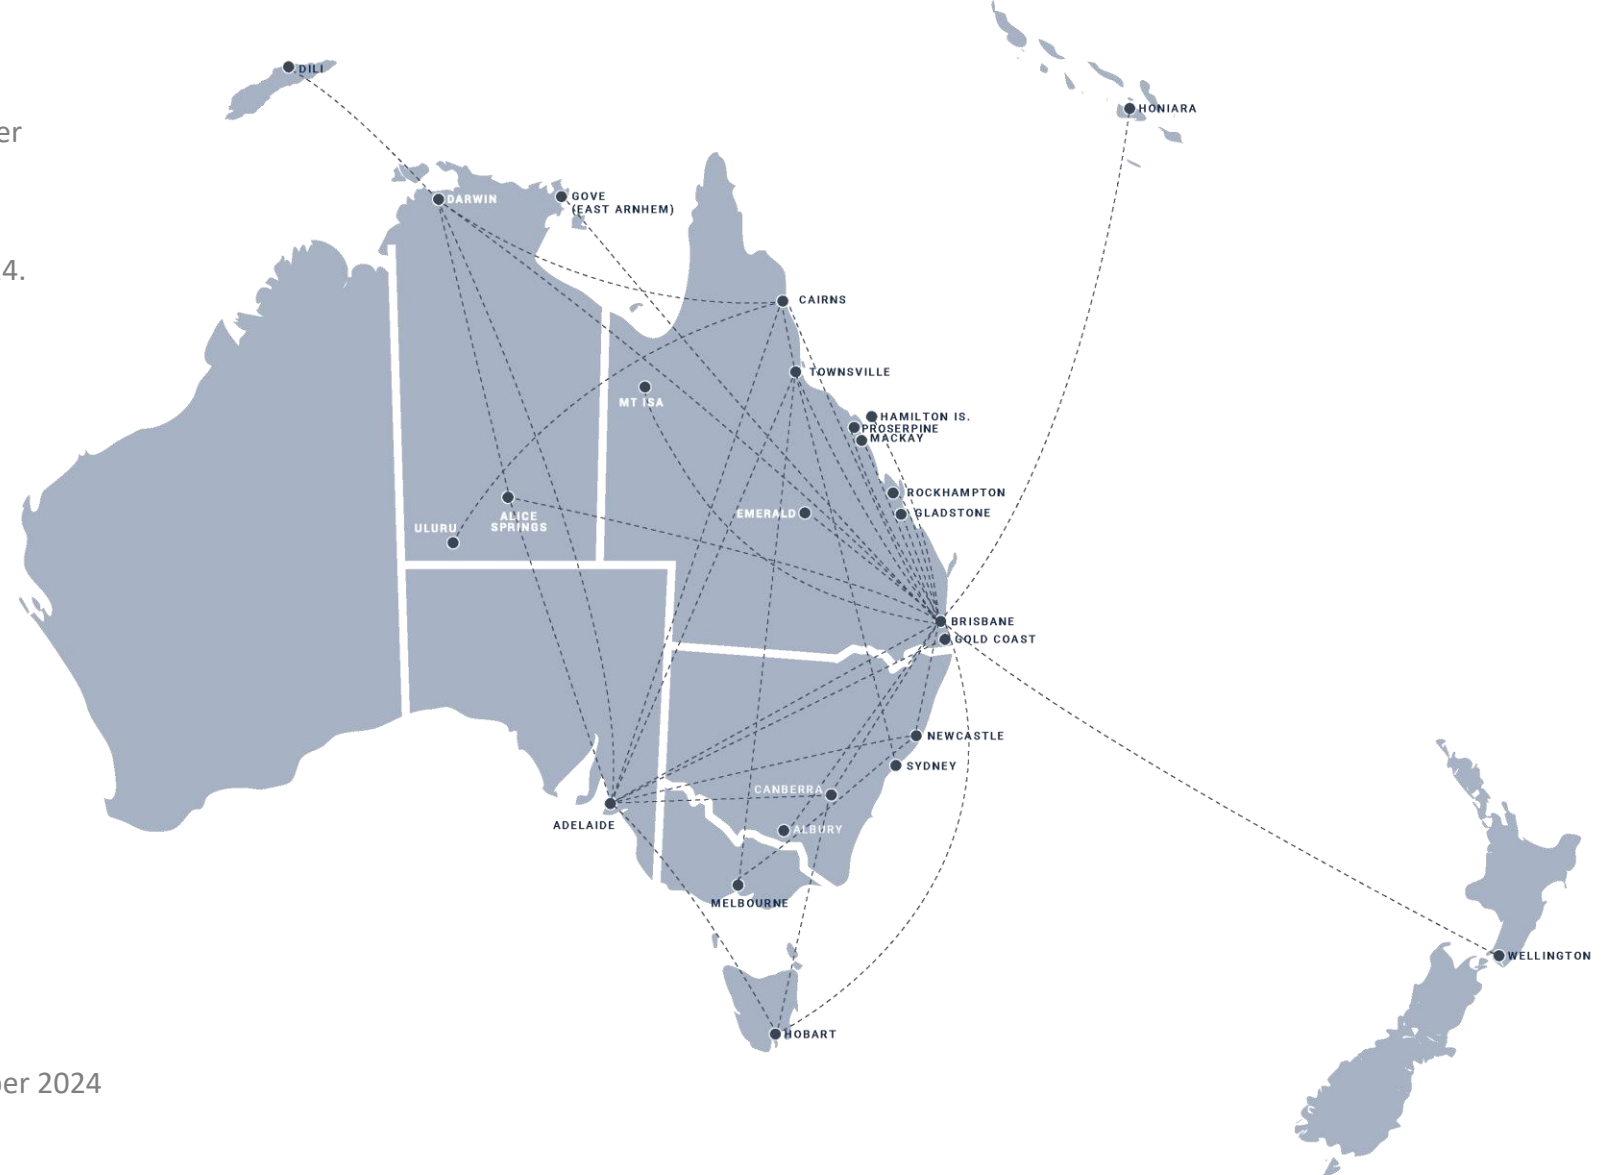 DILI
HONIARA
er
DARWIN
GOVE
(EAST ARNHEM)
4.
CAIRNS
TOWNSVILLE
MT ISA
HAMILTON IS.
PROSERPINE
MACKAY
ROCKHAMPTON
EMERALD
GLADSTONE
ALICE
SPRINGS
ULURU
BRISBANE
GOLD COAST
NEWCASTLE
SYDNEY
CANBERRA
ADELAIDE
ALBURY
MELBOURNE
WELLINGTON
HOBART
er 2024